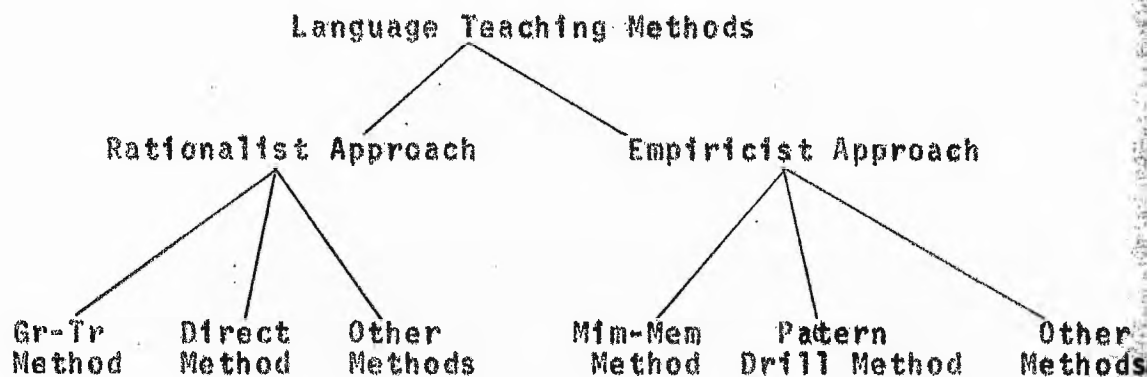 Language Teaching Methods
Rationalist Approach Empiricist Approach
Gr-Tr Direct Other Mim-Mem Patern Other
Method Method Methods Method Drill Method Methods